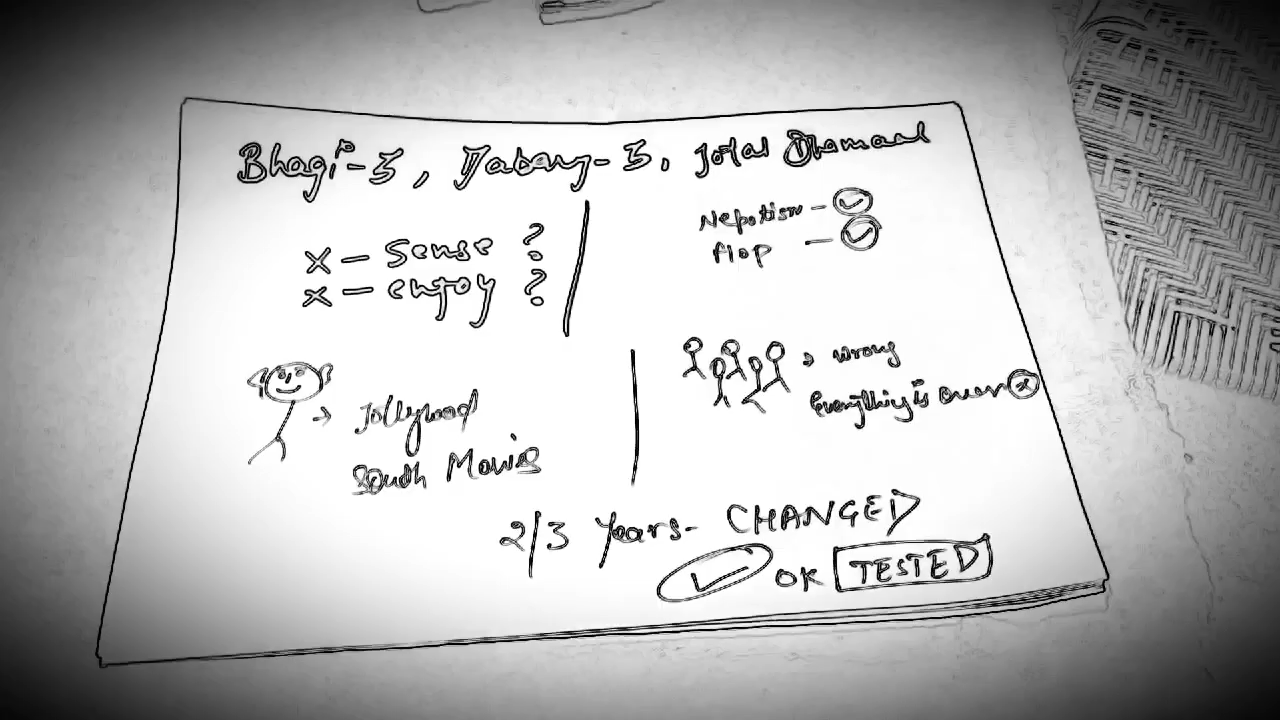 Bhagi-3, Dabang-3, Total Dhamaal
x - sense ?
x - enjoy ?
Nepotism -
flop -
Jollywood
South Movies
wrong
Everything is over x
2/3 Years- CHANGED
OK TESTED